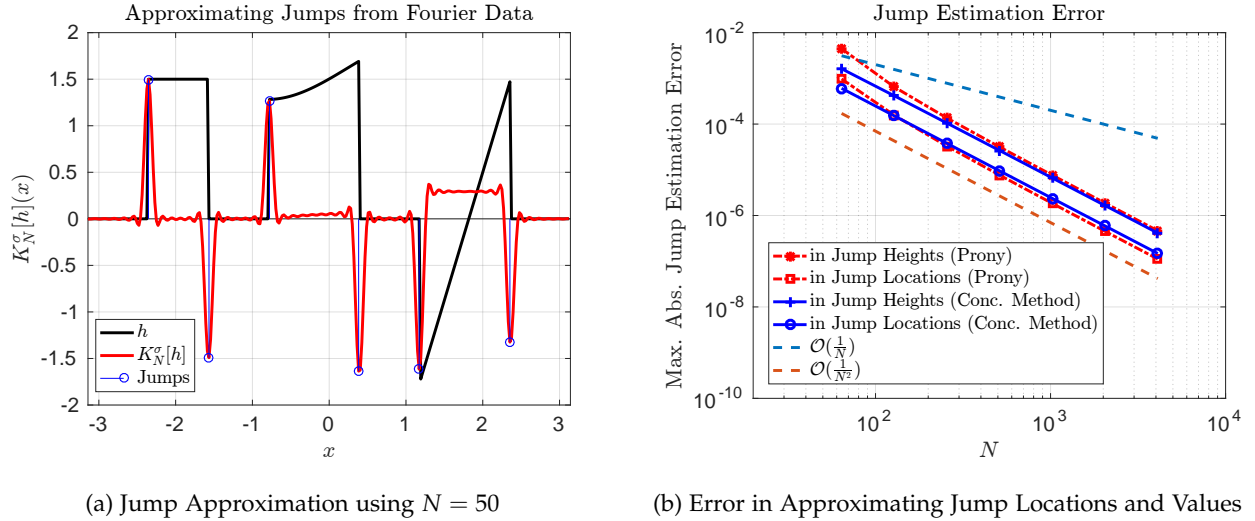 Approximating Jumps from Fourier Data
2
1.5
1
0.5
0
-0.5
-1
-1.5
-2
-3
-2
-1
0
1
2
3
K_N^σ[h](x)
x
h
K_N^σ[h]
Jumps
(a) Jump Approximation using N = 50
Jump Estimation Error
10^-2
10^-4
10^-6
10^-8
10^-10
10^2
10^3
10^4
Max. Abs. Jump Estimation Error
N
in Jump Heights (Prony)
in Jump Locations (Prony)
in Jump Heights (Conc. Method)
in Jump Locations (Conc. Method)
O(1/N)
O(1/N^2)
(b) Error in Approximating Jump Locations and Values